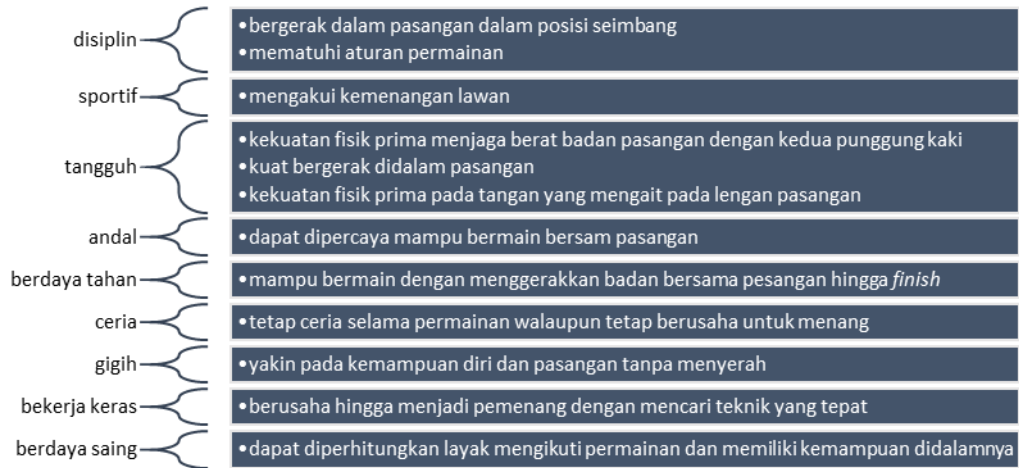 disiplin
•bergerak dalam pasangan dalam posisi seimbang
•mematuhi aturan permainan
sportif
•mengakui kemenangan lawan
tangguh
•kekuatan fisik prima menjaga berat badan pasangan dengan kedua punggung kaki
•kuat bergerak didalam pasangan
•kekuatan fisik prima pada tangan yang mengait pada lengan pasangan
andal
•dapat dipercaya mampu bermain bersam pasangan
berdaya tahan
•mampu bermain dengan menggerakkan badan bersama pesangan hingga finish
ceria
•tetap ceria selama permainan walaupun tetap berusaha untuk menang
gigih
•yakin pada kemampuan diri dan pasangan tanpa menyerah
bekerja keras
•berusaha hingga menjadi pemenang dengan mencari teknik yang tepat
berdaya saing
•dapat diperhitungkan layak mengikuti permainan dan memiliki kemampuan didalamnya